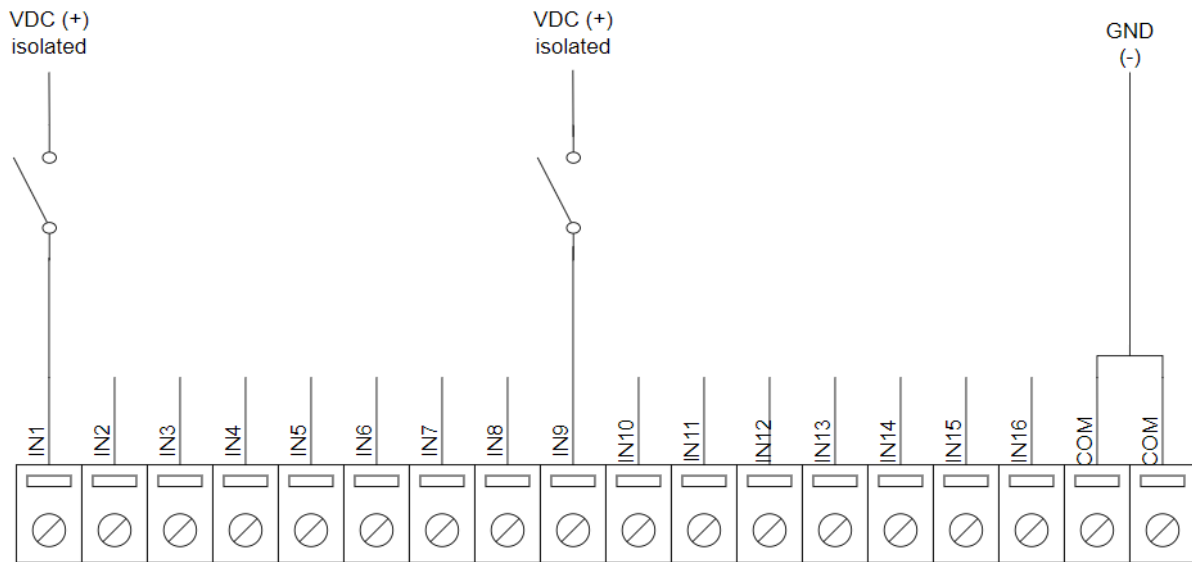 VDC (+)
isolated
VDC (+)
isolated
GND
(-)
IN1
IN2
IN3
IN4
IN5
IN6
IN7
IN8
IN9
IN10
IN11
IN12
IN13
IN14
IN15
IN16
COM
COM